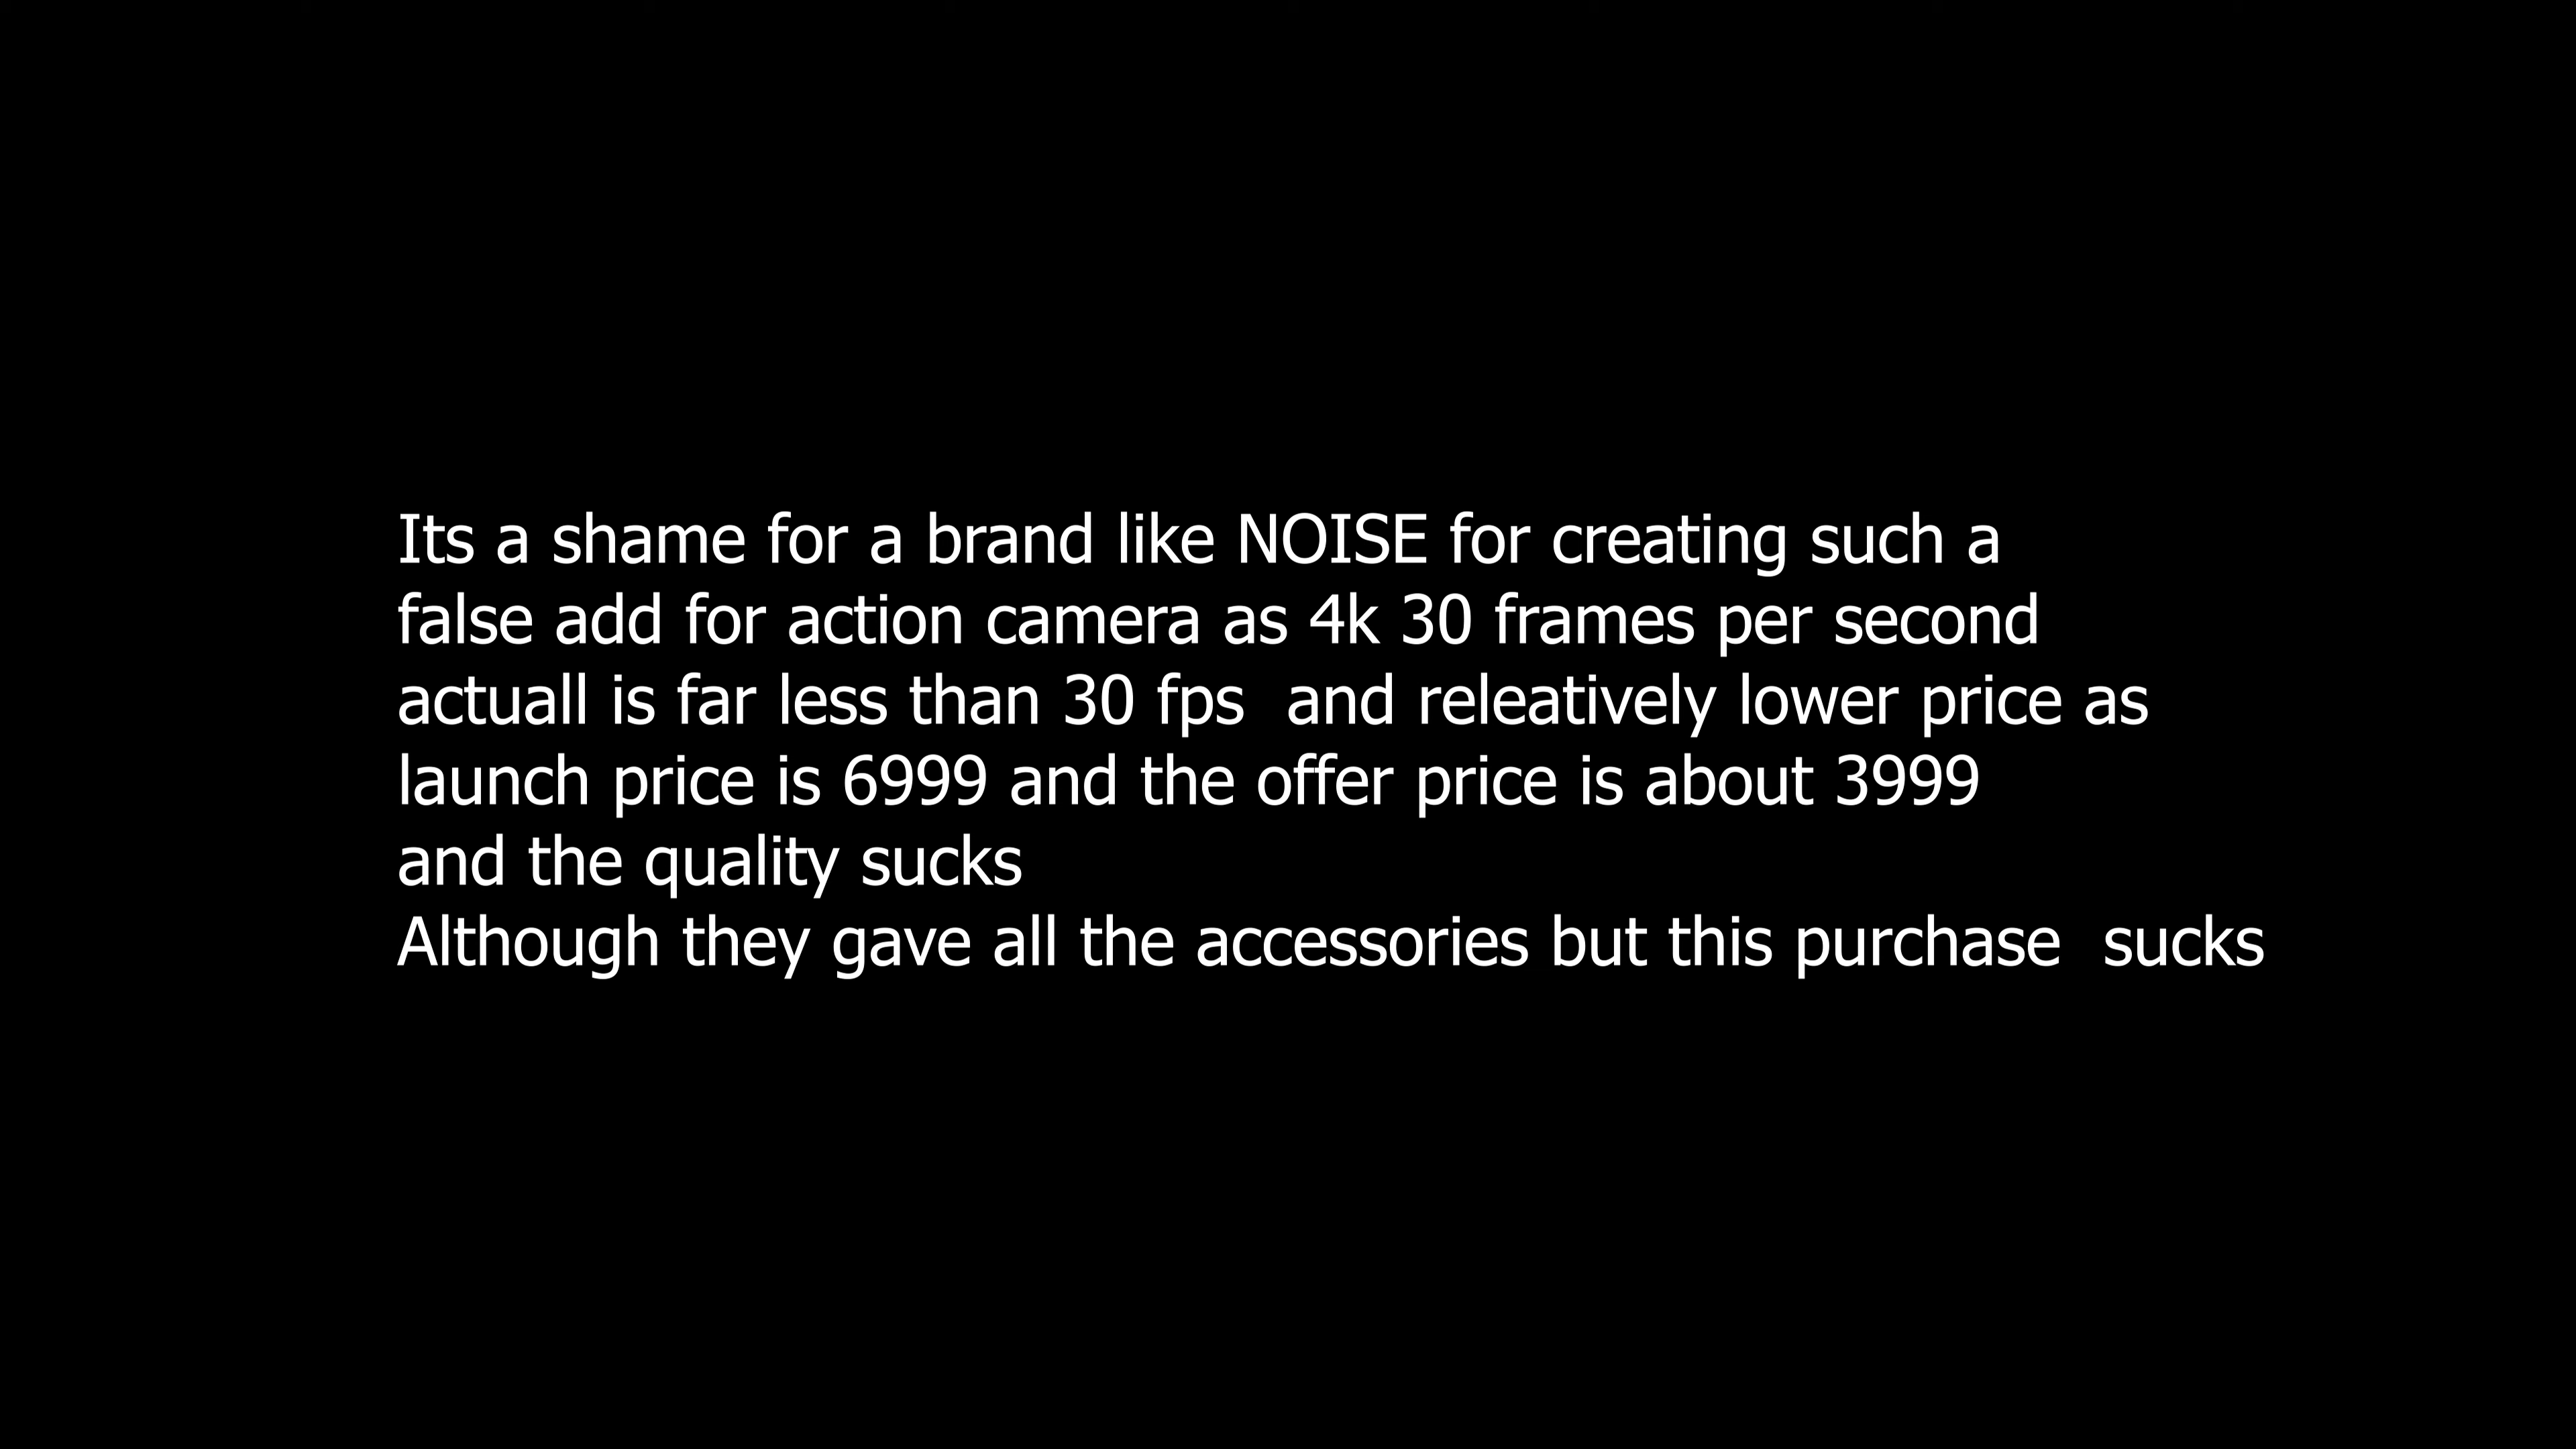 Its a shame for a brand like NOISE for creating such a
false add for action camera as 4k 30 frames per second
actuall is far less than 30 fps  and releatively lower price as
launch price is 6999 and the offer price is about 3999
and the quality sucks
Although they gave all the accessories but this purchase  sucks